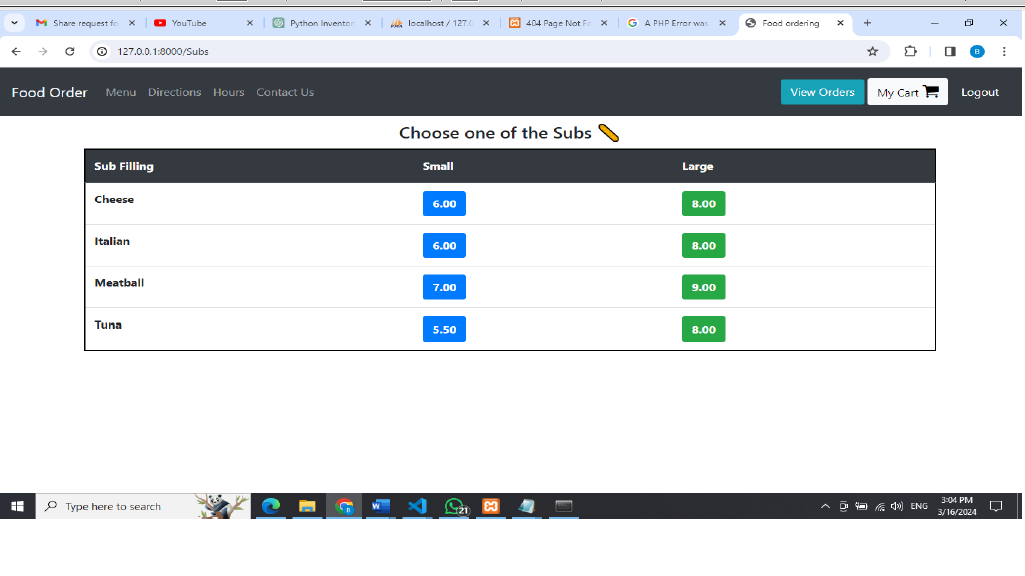 Share request fo
YouTube
Python Inventor
localhost / 127.0
404 Page Not Fo
A PHP Error was
Food ordering
127.0.0.1:8000/Subs
B
Food Order Menu Directions Hours Contact Us View Orders My Cart Logout
Choose one of the Subs
Sub Filling Small Large
Cheese 6.00 8.00
Italian 6.00 8.00
Meatball 7.00 9.00
Tuna 5.50 8.00
Type here to search
21
ENG
3:04 PM
3/16/2024